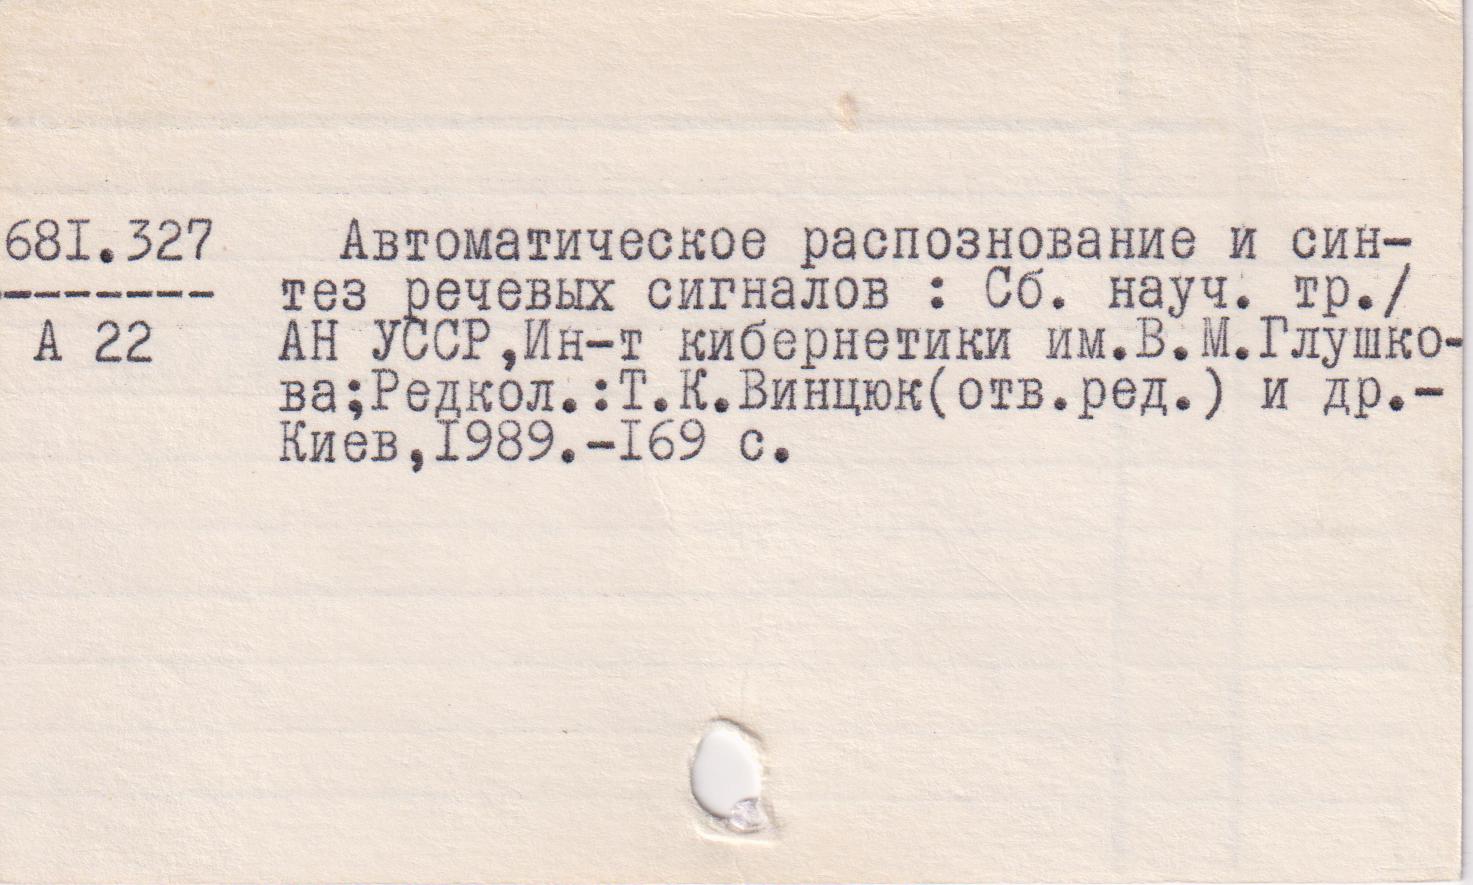 681.327
-------
А 22
Автоматическое распознование и син-
тез речевых сигналов : Сб. науч. тр./
АН УССР,Ин-т кибернетики им.В.М.Глушко-
ва;Редкол.:Т.К.Винцюк(отв.ред.) и др.-
Киев,1989.-169 с.